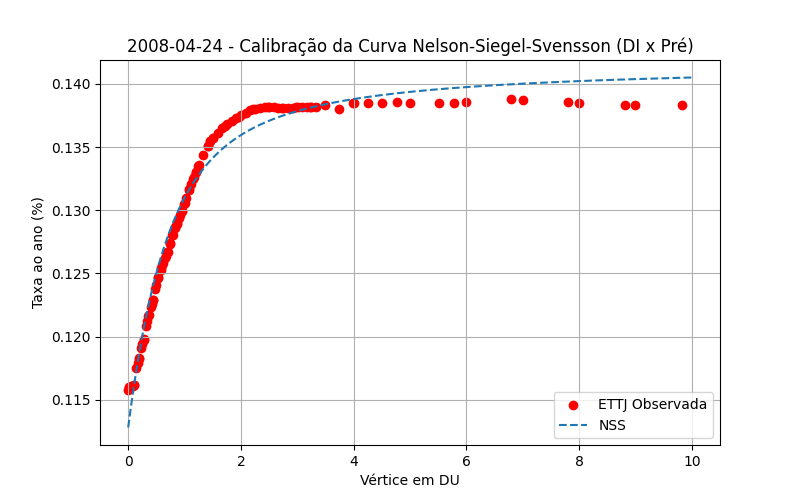 2008-04-24 - Calibração da Curva Nelson-Siegel-Svensson (DI x Pré)
0.140
0.135
0.130
0.125
0.120
0.115
Taxa ao ano (%)
ETTJ Observada
NSS
0 2 4 6 8 10
Vértice em DU